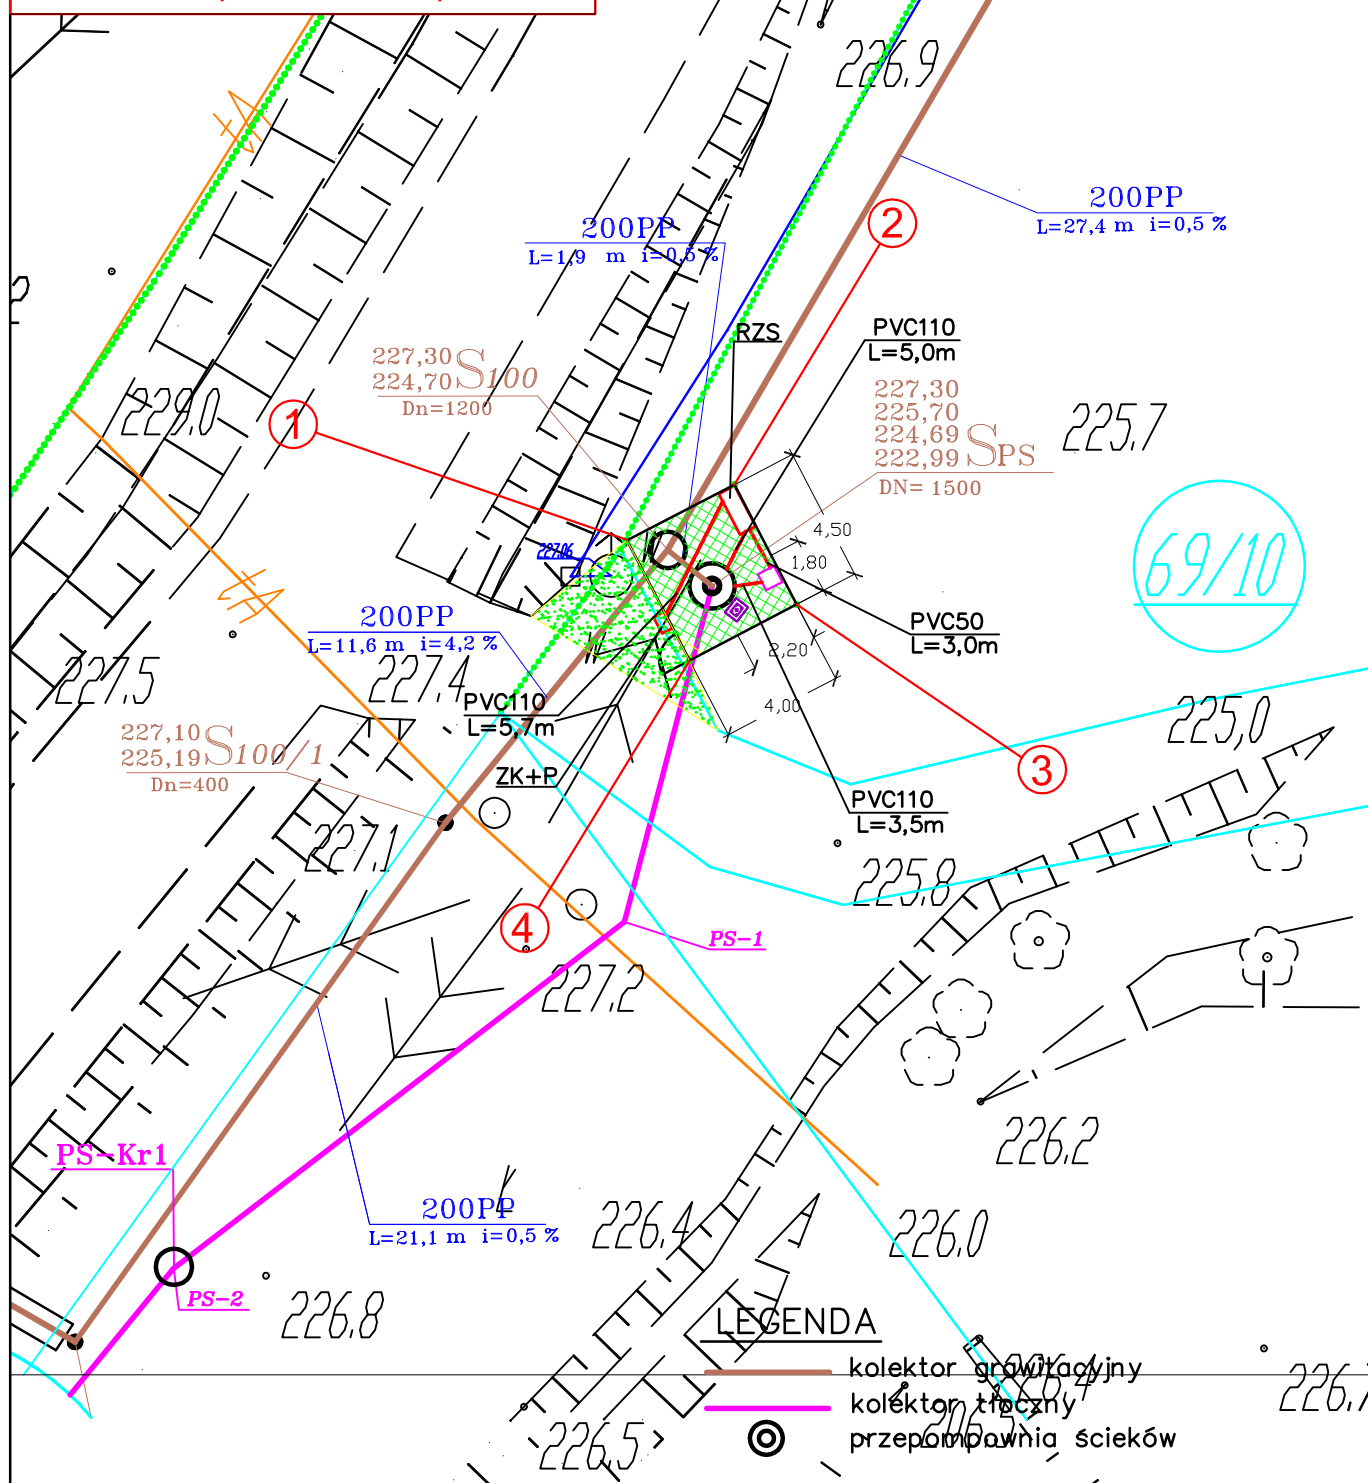 226.9
200PP
L=27,4 m i=0,5 %
2
200PP
L=1,9 m i=0,5 %
RZS
PVC110
L=5,0m
227,30
224,70 S100
Dn=1200
229.0
1
227,30
225,70
224,69
222,99 SPS
DN= 1500
225.7
4,50
1,80
69/10
227.06
200PP
L=11,6 m i=4,2 %
PVC50
L=3,0m
2,20
227.5
227.4
4,00
PVC110
L=5,7m
225,0
227,10
225,19 S100/1
Dn=400
ZK+P
3
PVC110
L=3,5m
227.1
225.8
4
PS-1
227.2
226.2
PS-Kr1
200PP
L=21,1 m i=0,5 %
226.4
226.0
PS-2
226.8
LEGENDA
kolektor grawitacyjny
226.4
kolektor tłoczny
przepompownia ścieków
226.5